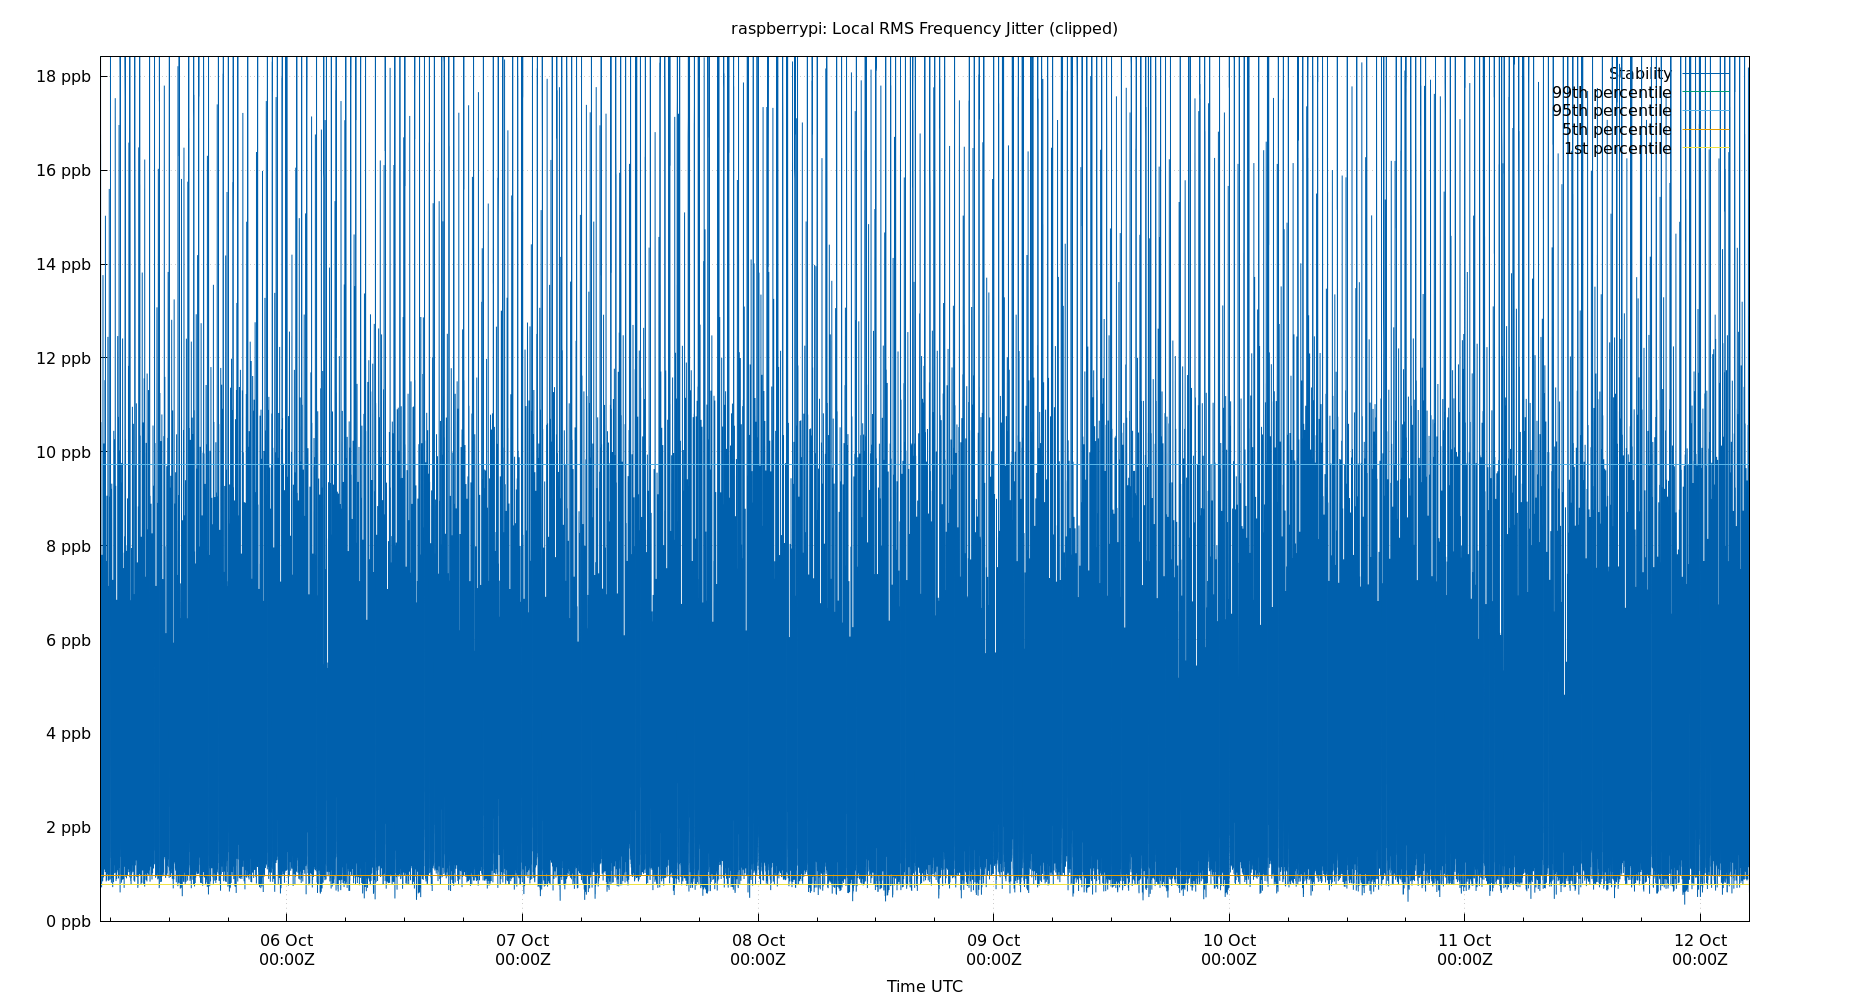 raspberrypi: Local RMS Frequency Jitter (clipped)
18 ppb
16 ppb
14 ppb
12 ppb
10 ppb
8 ppb
6 ppb
4 ppb
2 ppb
0 ppb
Stability
99th percentile
95th percentile
5th percentile
1st percentile
06 Oct 07 Oct 08 Oct 09 Oct 10 Oct 11 Oct 12 Oct
00:00Z 00:00Z 00:00Z 00:00Z 00:00Z 00:00Z 00:00Z
Time UTC